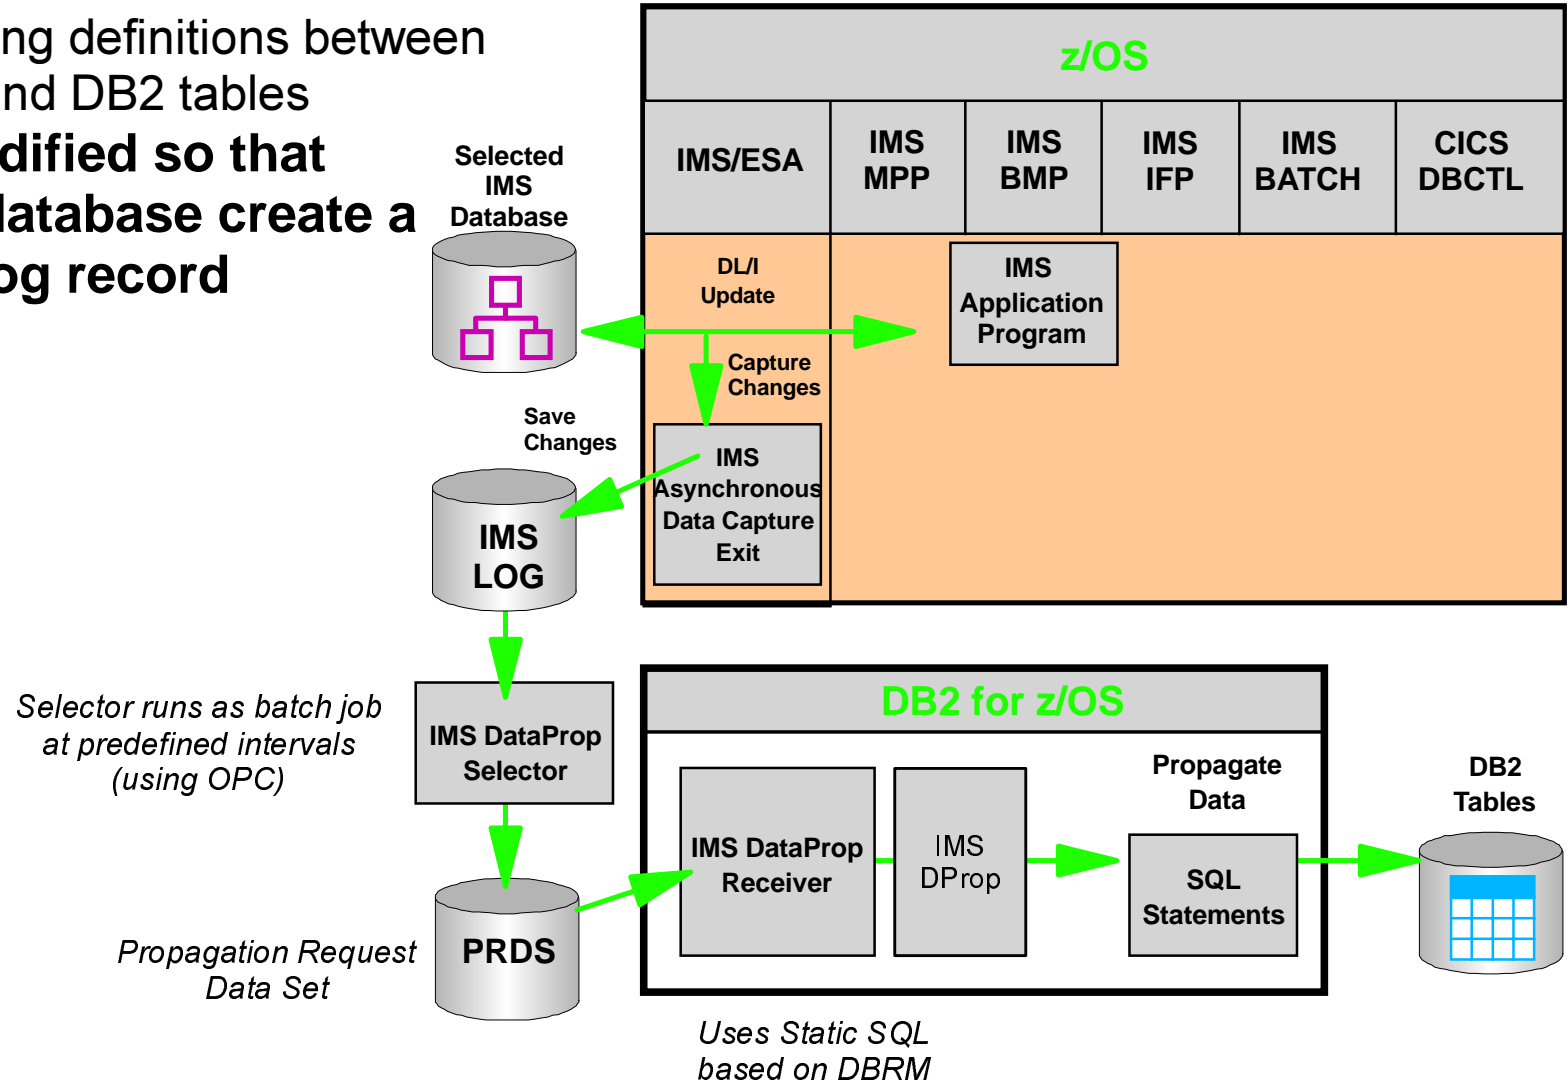 ng definitions between
nd DB2 tables
dified so that
database create a
og record
z/OS
IMS/ESA
IMS
MPP
IMS
BMP
IMS
IFP
IMS
BATCH
CICS
DBCTL
Selected
IMS
Database
DL/I
Update
IMS
Application
Program
Capture
Changes
Save
Changes
IMS
Asynchronous
Data Capture
Exit
IMS
LOG
Selector runs as batch job
at predefined intervals
(using OPC)
IMS DataProp
Selector
DB2 for z/OS
IMS DataProp
Receiver
IMS
DProp
Propagate
Data
SQL
Statements
DB2
Tables
Propagation Request
Data Set
PRDS
Uses Static SQL
based on DBRM